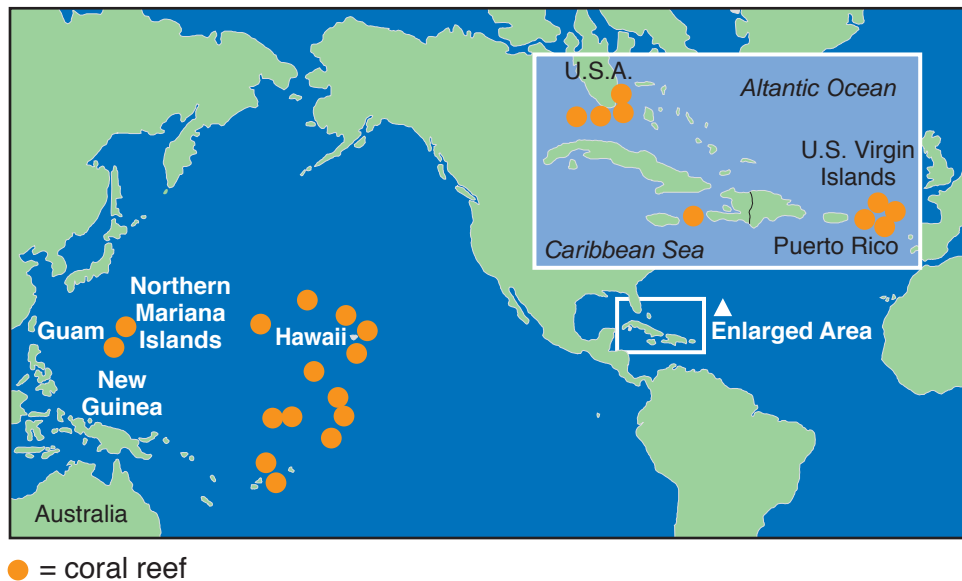 U.S.A.
Altantic Ocean
U.S. Virgin
Islands
Puerto Rico
Caribbean Sea
Northern
Mariana
Islands
Guam
Hawaii
Enlarged Area
New
Guinea
Australia
= coral reef